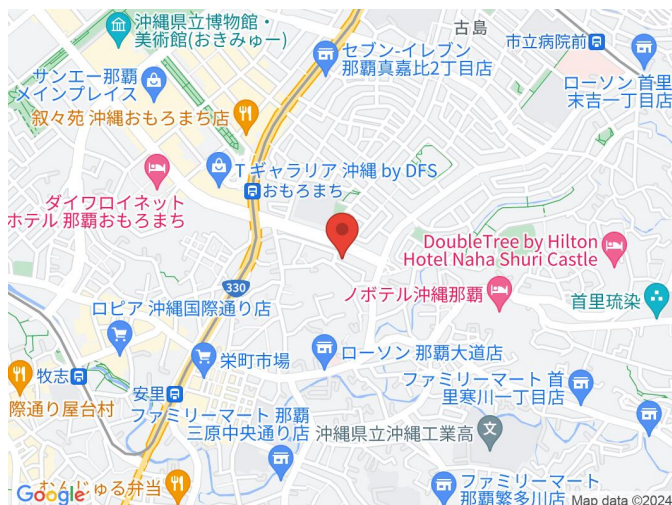 沖縄県立博物館・
美術館(おきみゅー)
古島
市立病院前
セブン-イレブン
那覇真嘉比2丁目店
ローソン 首里
末吉一丁目店
サンエー那覇
メインプレイス
叙々苑 沖縄おもろまち店
T ギャラリア 沖縄 by DFS
おもろまち
ダイワロイネット
ホテル 那覇おもろまち
DoubleTree by Hilton
Hotel Naha Shuri Castle
330
ノボテル沖縄那覇
首里琉染
ロピア 沖縄国際通り店
栄町市場
ローソン 那覇大道店
牧志
安里
ファミリーマート 首
里寒川一丁目店
際通り屋台村
ファミリーマート 那覇
三原中央通り店
沖縄県立沖縄工業高
文
むんじゅる弁当
ファミリーマート
那覇繁多川店
Google
Map data ©2024